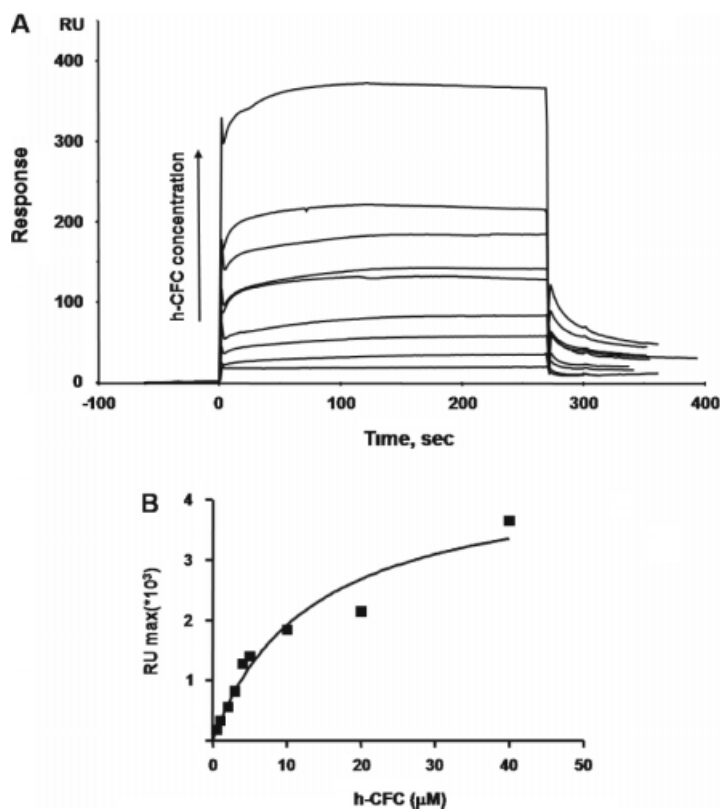 A
RU
400
300
200
100
0
Response
h-CFC concentration
-100 0 100 200 300 400
Time, sec
B
4
3
2
1
0
RU max(*10³)
0 10 20 30 40 50
h-CFC (µM)